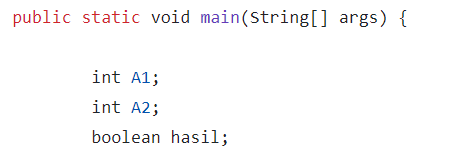 public static void main(String[] args) {
int A1;
int A2;
boolean hasil;